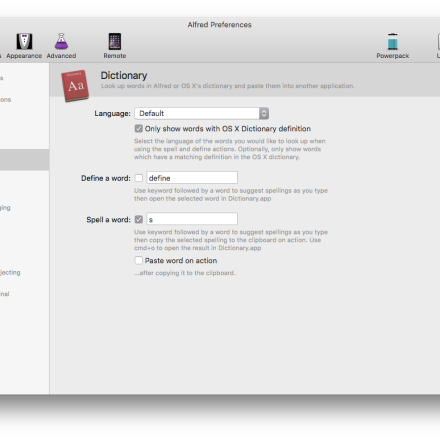 Alfred Preferences
Appearance Advanced Remote Powerpack
Dictionary
Look up words in Alfred or OS X's dictionary and paste them into another application.
Aa
Language: Default
Only show words with OS X Dictionary definition
Select the language of the words you would like to look up when
using the spell and define actions. Optionally, only show words
which have a matching definition in the OS X dictionary.
Define a word: define
Use keyword followed by a word to suggest spellings as you type
then open the selected word in Dictionary.app
Spell a word: s
Use keyword followed by a word to suggest spellings as you type
then copy the selected spelling to the clipboard on action. Use
cmd+o to open the result in Dictionary.app
Paste word on action
...after copying it to the clipboard.